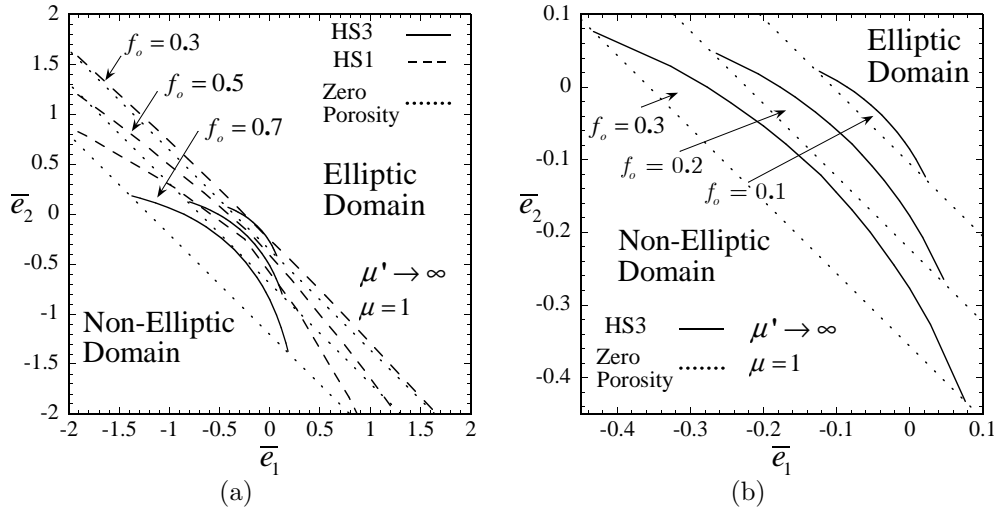 HS3
HS1
Zero
Porosity
f_o = 0.3
f_o = 0.5
f_o = 0.7
Elliptic
Domain
Non-Elliptic
Domain
μ' → ∞
μ = 1
2
1.5
1
0.5
0
-0.5
-1
-1.5
-2
e̅_2
-2 -1.5 -1 -0.5 0 0.5 1 1.5 2
e̅_1
(a)
Elliptic
Domain
f_o = 0.3
f_o = 0.2
f_o = 0.1
Non-Elliptic
Domain
HS3
Zero
Porosity
μ' → ∞
μ = 1
0.1
0
-0.1
-0.2
-0.3
-0.4
e̅_2
-0.4 -0.3 -0.2 -0.1 0 0.1
e̅_1
(b)